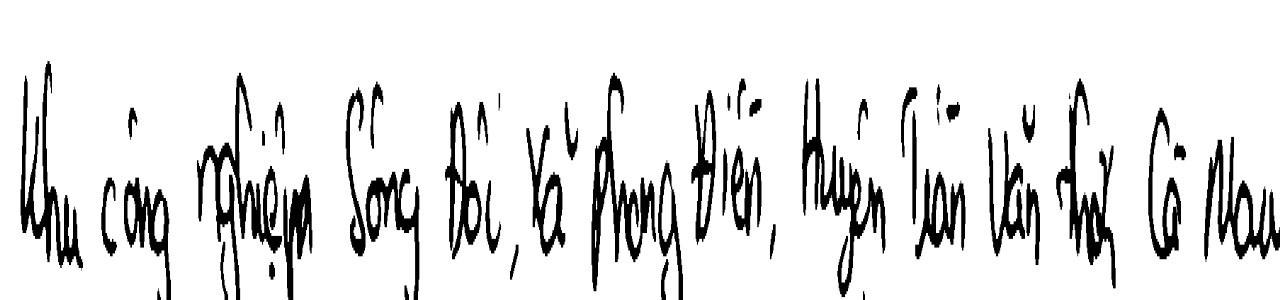 Khu công nghiệp Sông Đốc, Xã Phong Điền, Huyện Trần Văn Thời, Cà Mau